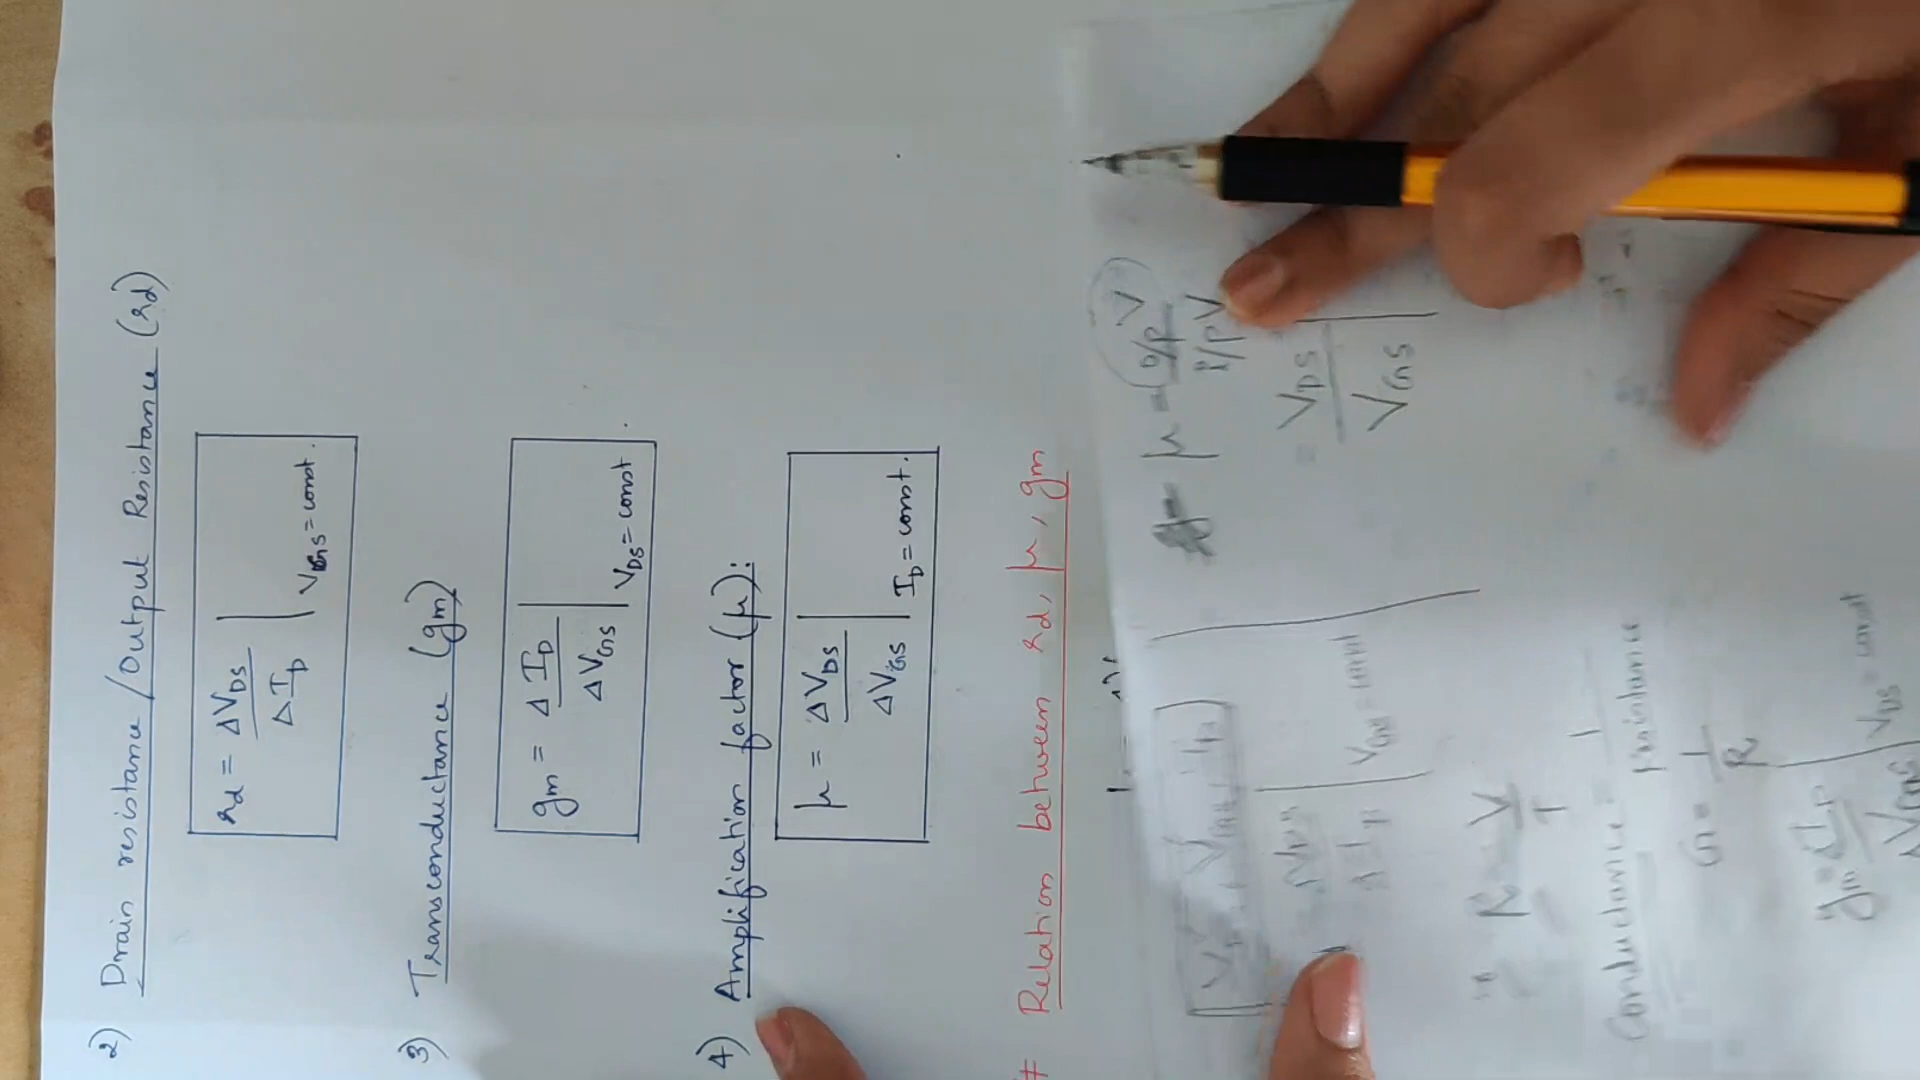 2) Drain resistance / Output Resistance (rd)
rd = ΔVDS / ΔID | VGS = const.
3) Transconductance (gm)
gm = ΔID / ΔVGS | VDS = const
4) Amplification factor (μ):
μ = ΔVDS / ΔVGS | ID = const.
# Relation between rd, μ, gm
μ = o/p V / i/p V
= VDS / VGS
R = V / I
Conductance = 1 / resistance
G = 1 / R
gm = ΔID / ΔVGS | VDS = const